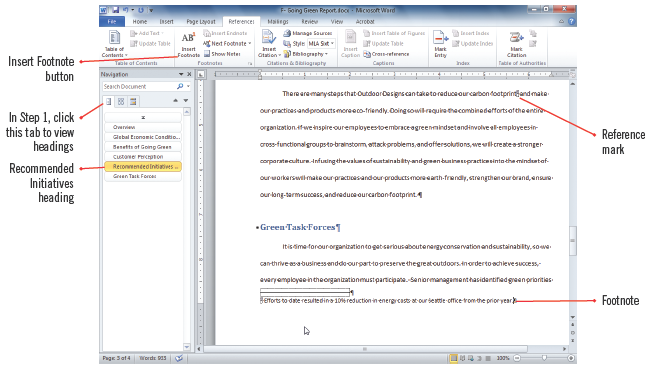 F- Going Green Report.docx - Microsoft Word
File Home Insert Page Layout References Mailings Review View Acrobat
Table of Contents
Add Text
Update Table
Table of Contents
AB¹
Insert Footnote
Insert Endnote
Next Footnote
Show Notes
Footnotes
Insert Citation
Manage Sources
Style: MLA Sixt
Bibliography
Citations & Bibliography
Insert Caption
Insert Table of Figures
Update Table
Cross-reference
Captions
Mark Entry
Insert Index
Update Index
Index
Mark Citation
Table of Authorities
Insert Footnote
button
In Step 1, click
this tab to view
headings
Recommended
Initiatives
heading
Navigation
Search Document
Overview
Global Economic Conditio...
Benefits of Going Green
Customer Perception
Recommended Initiatives ...
Green Task Forces
There are many steps that Outdoor Designs can take to reduce our carbon footprint and make
our practices and products more eco-friendly. Doing so will require the combined efforts of the entire
organization. If we inspire our employees to embrace a green mindset and involve all employees in
cross-functional groups to brainstorm, attack problems, and offer solutions, we will create a stronger
corporate culture. Infusing the values of sustainability and green business practices into the mindset of
our workers will make our practices and our products more earth-friendly, strengthen our brand, ensure
our long-term success, and reduce our carbon footprint. ¶
Green Task Forces¶
It is time for our organization to get serious about energy conservation and sustainability, so we
can thrive as a business and do our part to preserve the great outdoors. In order to achieve success,
every employee in the organization must participate. Senior management has identified green priorities
¶
Efforts to date resulted in a 10% reduction in energy costs at our Seattle office from the prior year.
Reference
mark
Footnote
Page: 3 of 4 Words: 935 100%